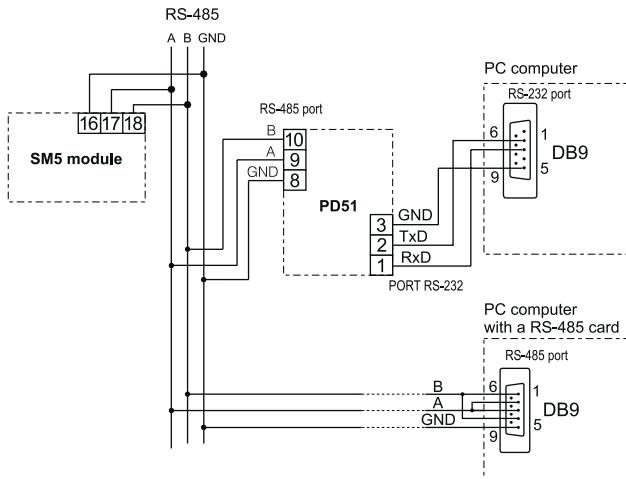 RS-485
A B GND
PC computer
RS-232 port
6 1
DB9
9 5
16 17 18
SM5 module
RS-485 port
B 10
A 9
GND 8
PD51
3 GND
2 TxD
1 RxD
PORT RS-232
PC computer
with a RS-485 card
RS-485 port
B 6 1
A DB9
GND 9 5